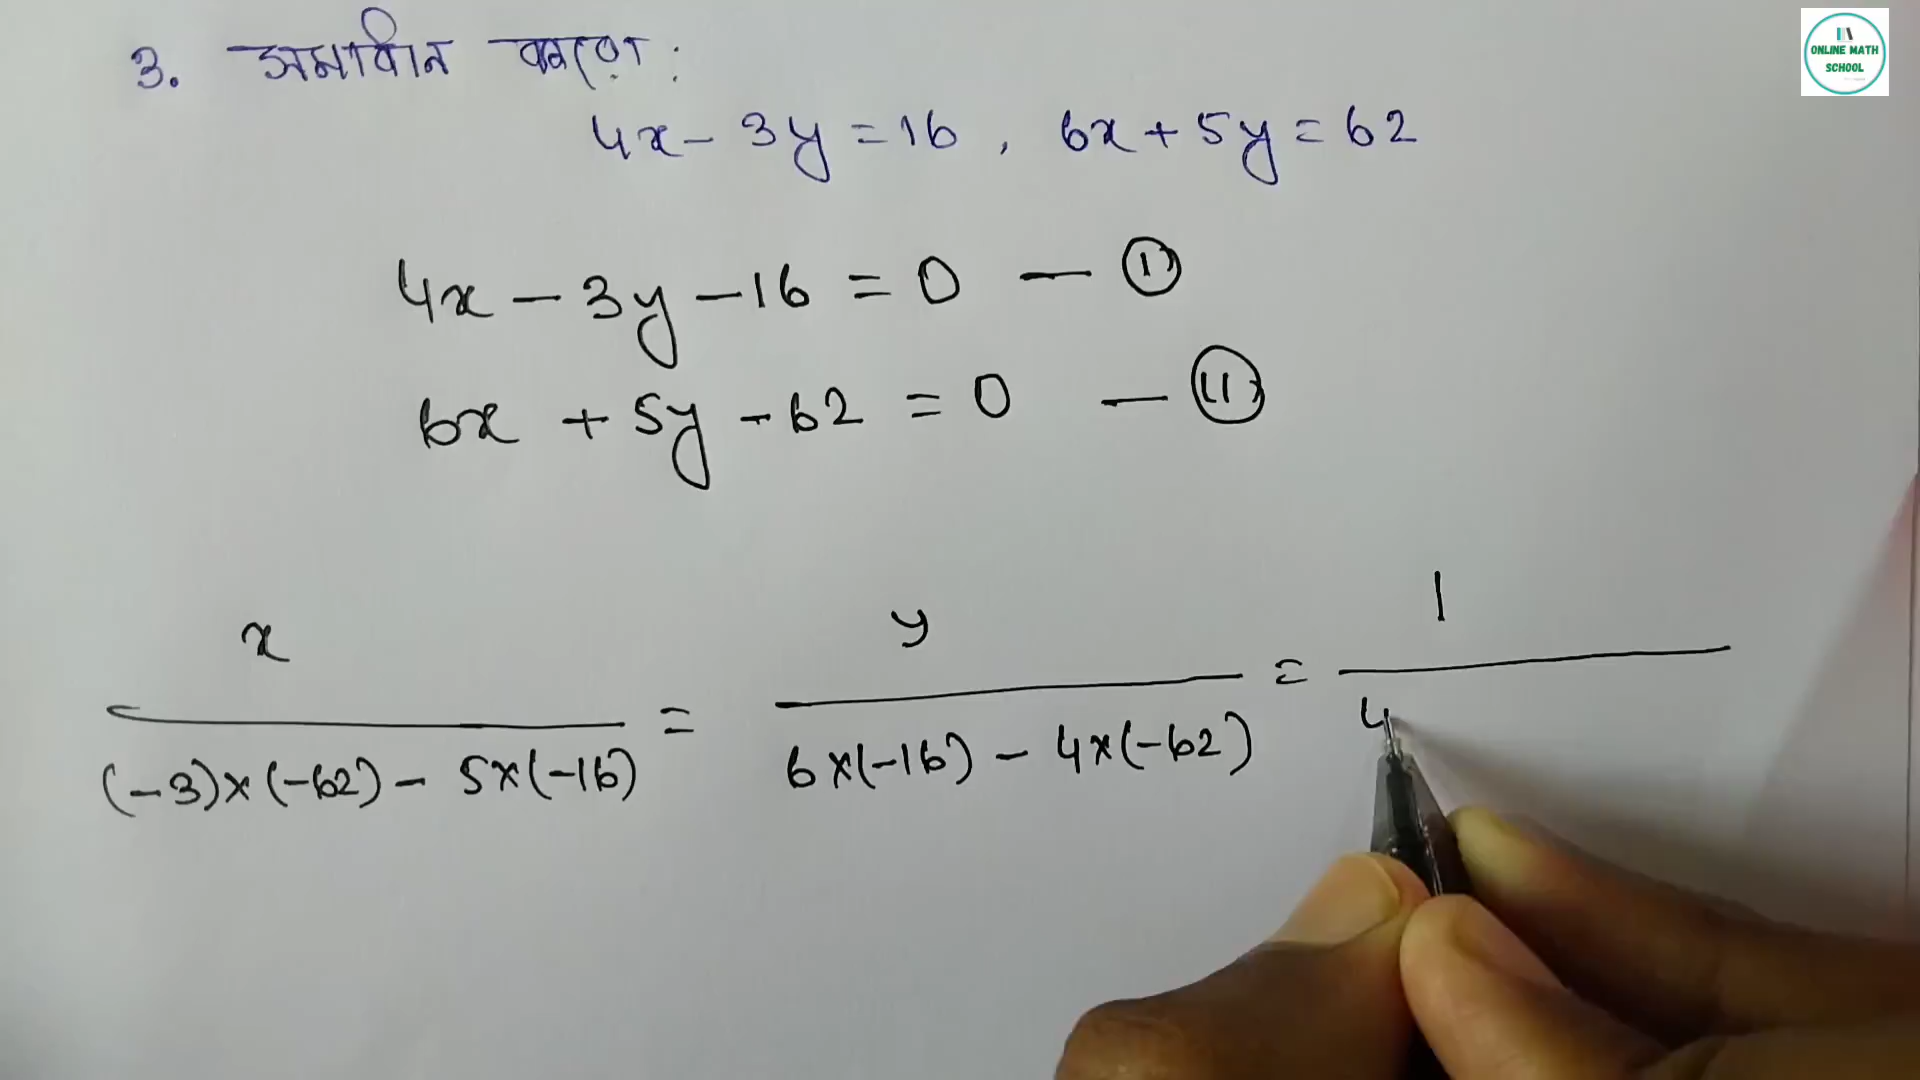 3. সমাধান করো:
4x - 3y = 16 , 6x + 5y = 62
4x - 3y - 16 = 0 — (i)
6x + 5y - 62 = 0 — (ii)
x y 1
= =
(-3)×(-62) - 5×(-16) 6×(-16) - 4×(-62) 4
ONLINE MATH
SCHOOL